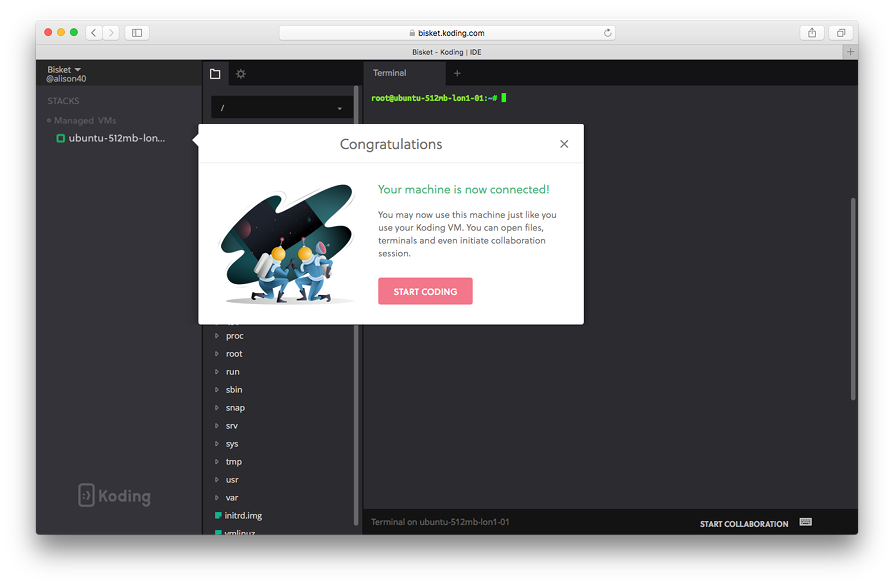 bisket.koding.com
Bisket - Koding | IDE
Bisket
@alison40
STACKS
Managed VMs
ubuntu-512mb-lon...
/
Terminal
root@ubuntu-512mb-lon1-01:~#
Congratulations
Your machine is now connected!
You may now use this machine just like you
use your Koding VM. You can open files,
terminals and even initiate collaboration
session.
START CODING
proc
root
run
sbin
snap
srv
sys
tmp
usr
var
initrd.img
vmlinuz
Koding
Terminal on ubuntu-512mb-lon1-01
START COLLABORATION